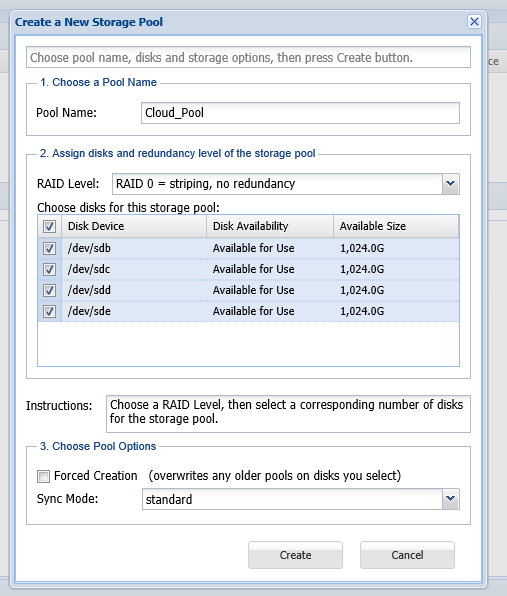 Create a New Storage Pool
Choose pool name, disks and storage options, then press Create button.
ce
1. Choose a Pool Name
Pool Name: Cloud_Pool
2. Assign disks and redundancy level of the storage pool
RAID Level: RAID 0 = striping, no redundancy
Choose disks for this storage pool:
Disk Device Disk Availability Available Size
/dev/sdb Available for Use 1,024.0G
/dev/sdc Available for Use 1,024.0G
/dev/sdd Available for Use 1,024.0G
/dev/sde Available for Use 1,024.0G
Instructions: Choose a RAID Level, then select a corresponding number of disks
for the storage pool.
3. Choose Pool Options
Forced Creation (overwrites any older pools on disks you select)
Sync Mode: standard
Create Cancel